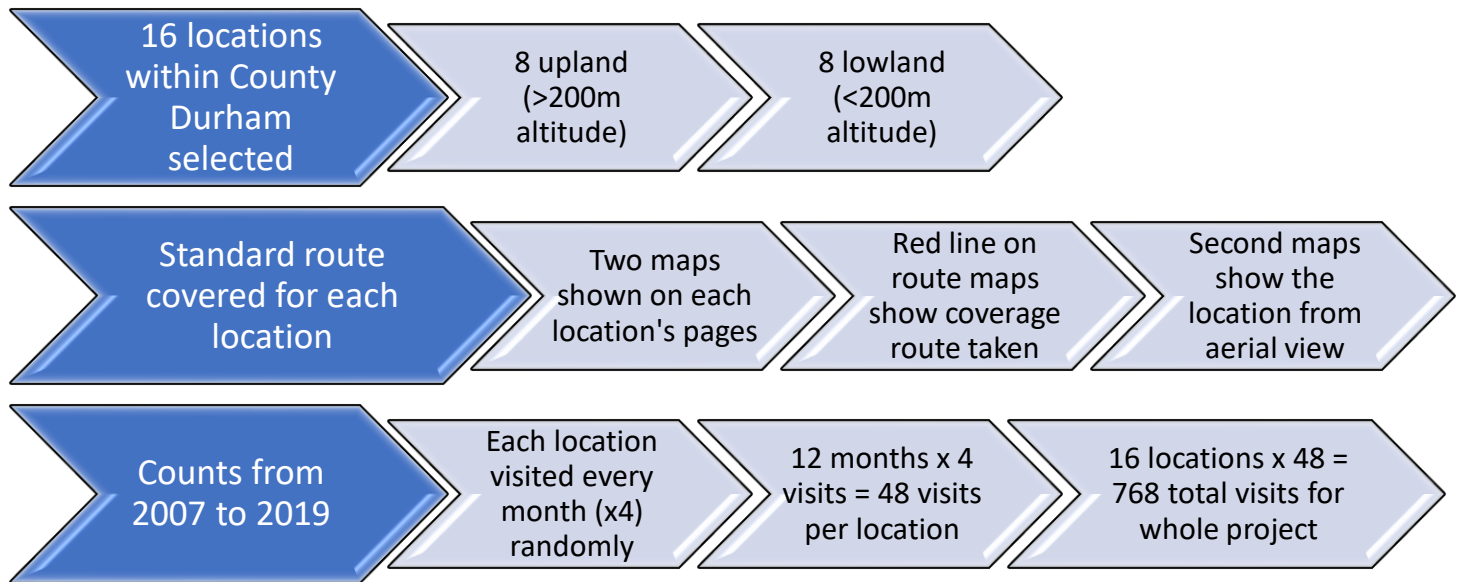 16 locations
within County
Durham
selected
8 upland
(>200m
altitude)
8 lowland
(<200m
altitude)
Standard route
covered for each
location
Two maps
shown on each
location's pages
Red line on
route maps
show coverage
route taken
Second maps
show the
location from
aerial view
Counts from
2007 to 2019
Each location
visited every
month (x4)
randomly
12 months x 4
visits = 48 visits
per location
16 locations x 48 =
768 total visits for
whole project